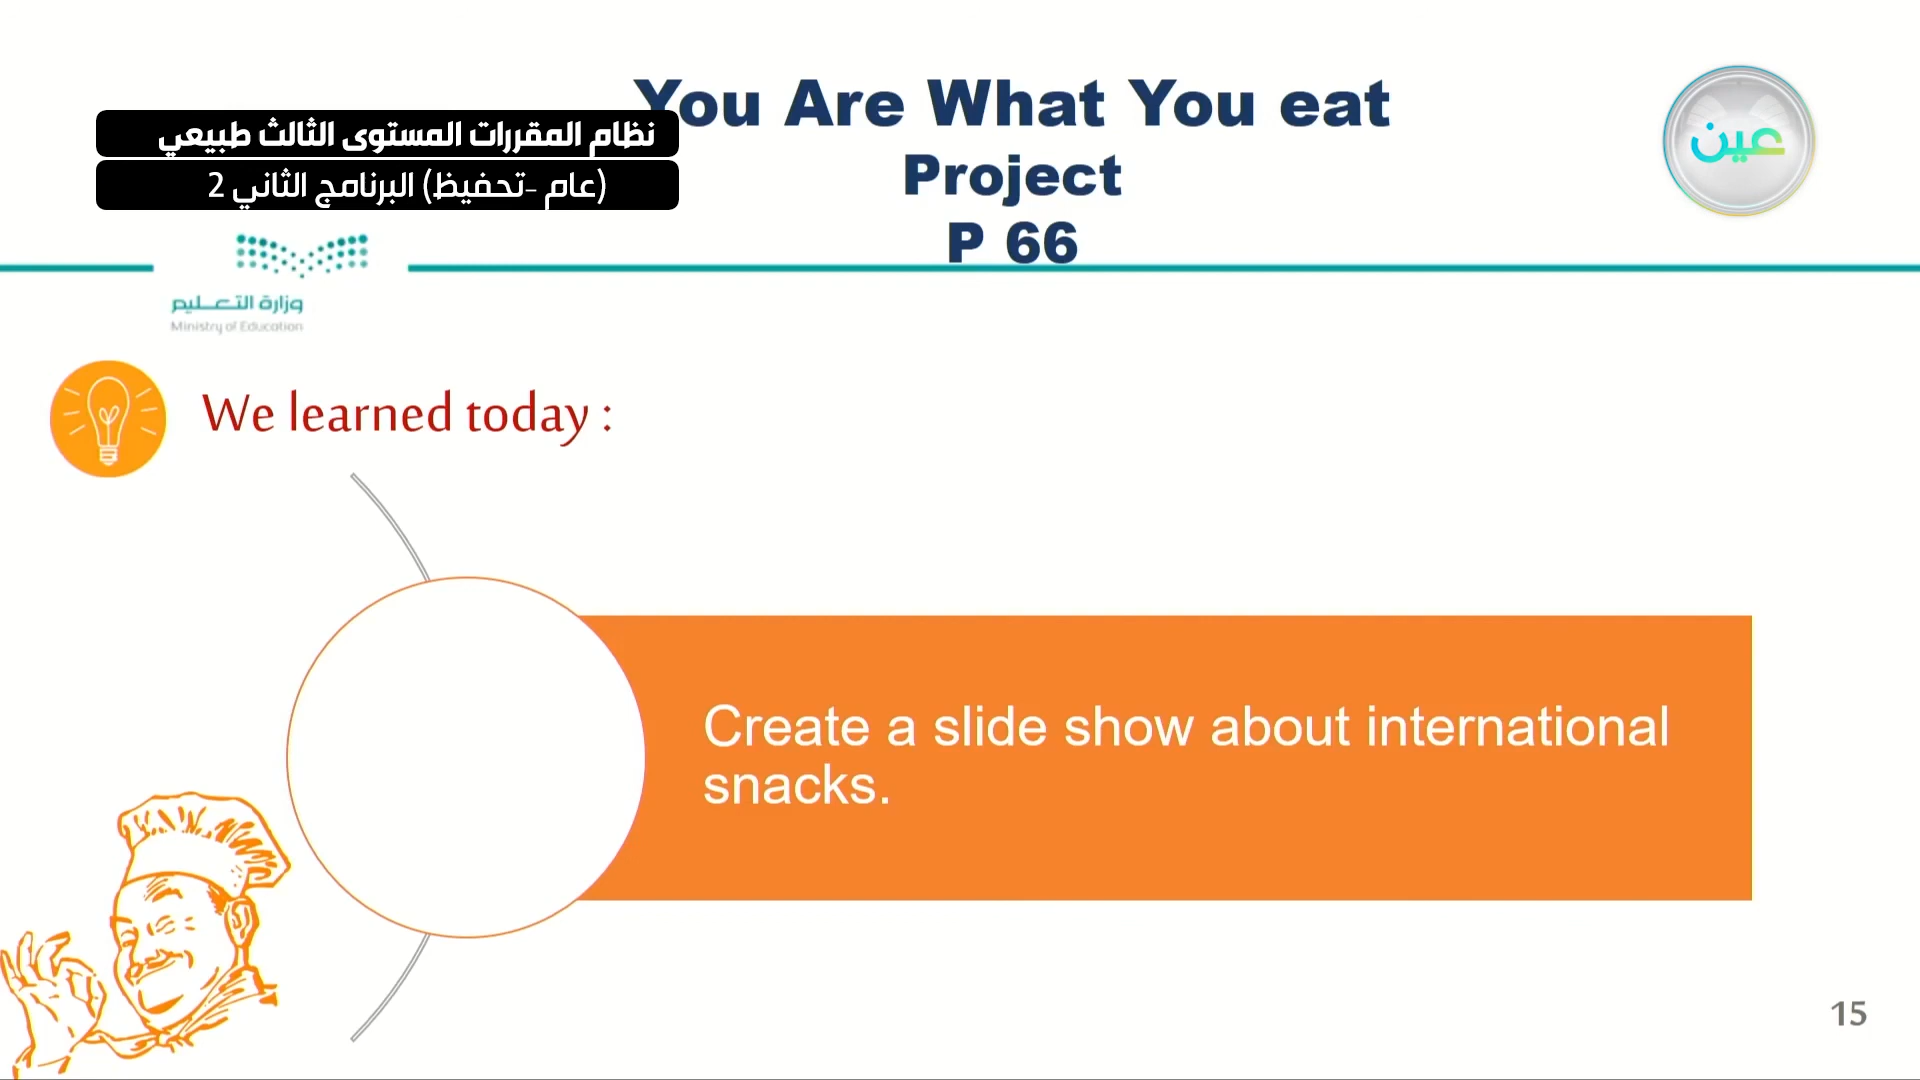 You Are What You eat
Project
P 66
نظام المقررات المستوى الثالث طبيعي
(عام -تحفيظ) البرنامج الثاني 2
عين
وزارة التعليم
Ministry of Education
We learned today :
Create a slide show about international
snacks.
15